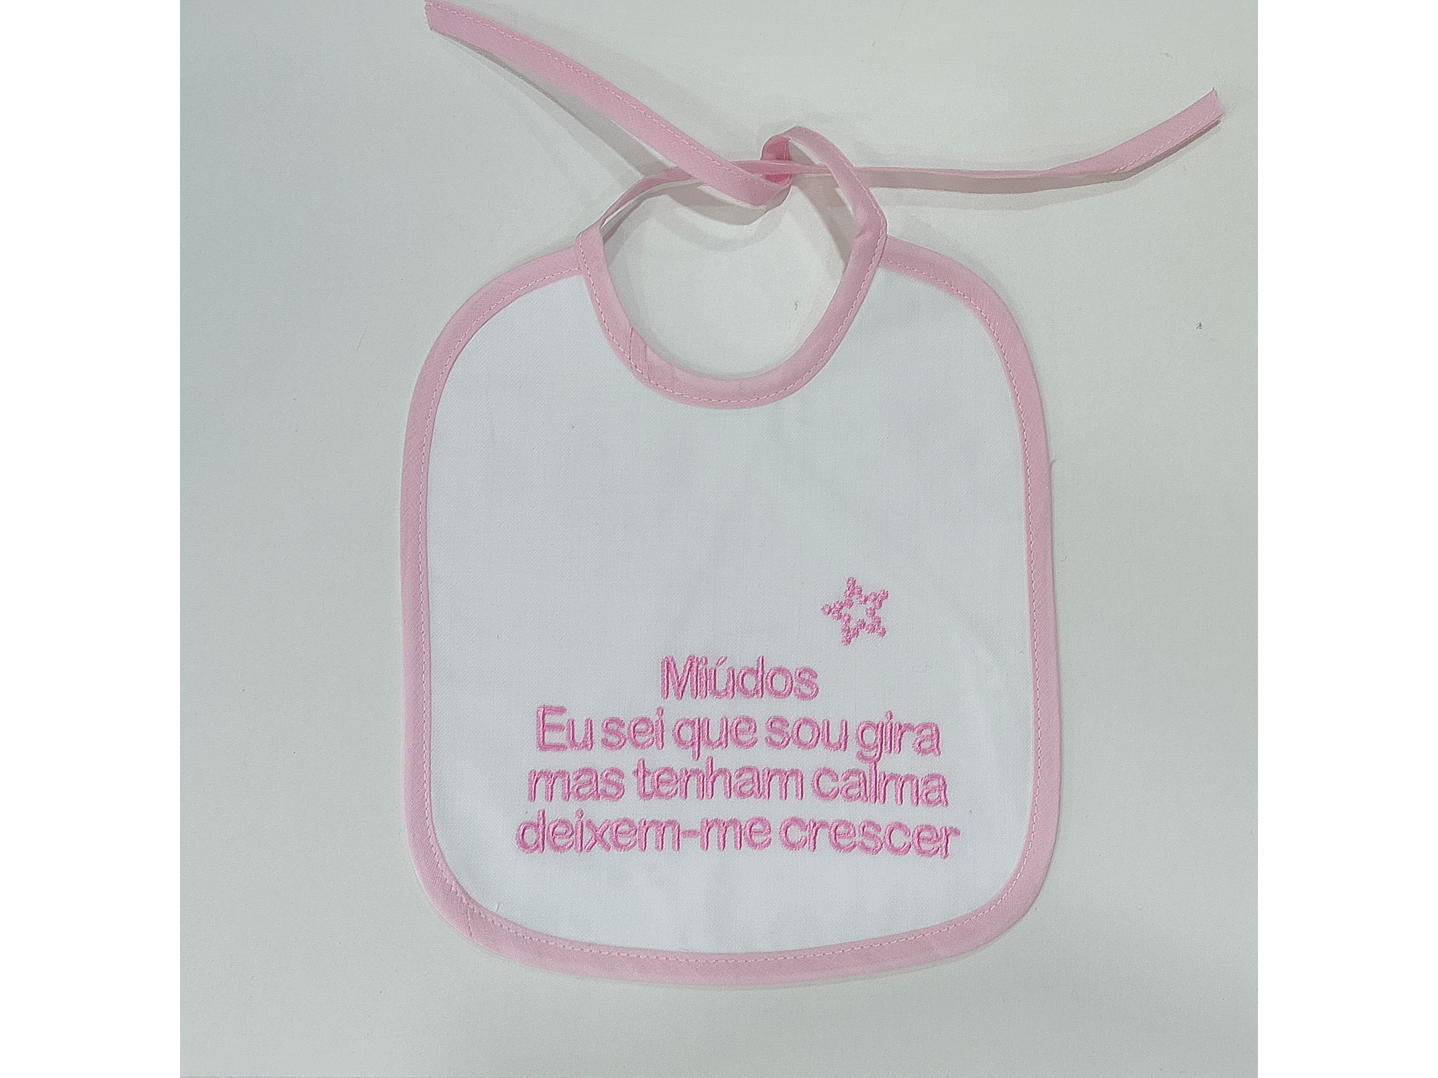 Miúdos
Eu sei que sou gira
mas tenham calma
deixem-me crescer